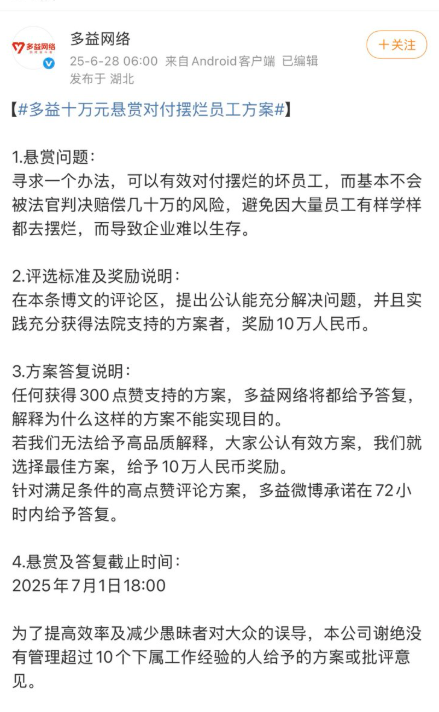 多益网络
多益网络
+关注
25-6-28 06:00 来自Android客户端 已编辑
发布于 湖北
【#多益十万元悬赏对付摆烂员工方案#】
1.悬赏问题：
寻求一个办法，可以有效对付摆烂的坏员工，而基本不会
被法官判决赔偿几十万的风险，避免因大量员工有样学样
都去摆烂，而导致企业难以生存。
2.评选标准及奖励说明：
在本条博文的评论区，提出公认能充分解决问题，并且实
践充分获得法院支持的方案者，奖励10万人民币。
3.方案答复说明：
任何获得300点赞支持的方案，多益网络将都给予答复，
解释为什么这样的方案不能实现目的。
若我们无法给予高品质解释，大家公认有效方案，我们就
选择最佳方案，给予10万人民币奖励。
针对满足条件的高点赞评论方案，多益微博承诺在72小
时内给予答复。
4.悬赏及答复截止时间：
2025年7月1日18:00
为了提高效率及减少愚昧者对大众的误导，本公司谢绝没
有管理超过10个下属工作经验的人给予的方案或批评意
见。